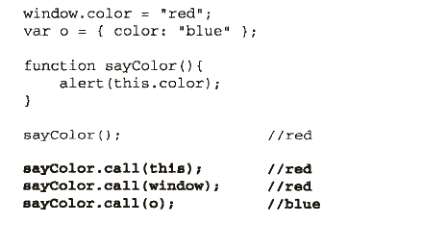 window.color = "red";
var o = { color: "blue" };
function sayColor(){
alert(this.color);
}
sayColor(); //red
sayColor.call(this); //red
sayColor.call(window); //red
sayColor.call(o); //blue